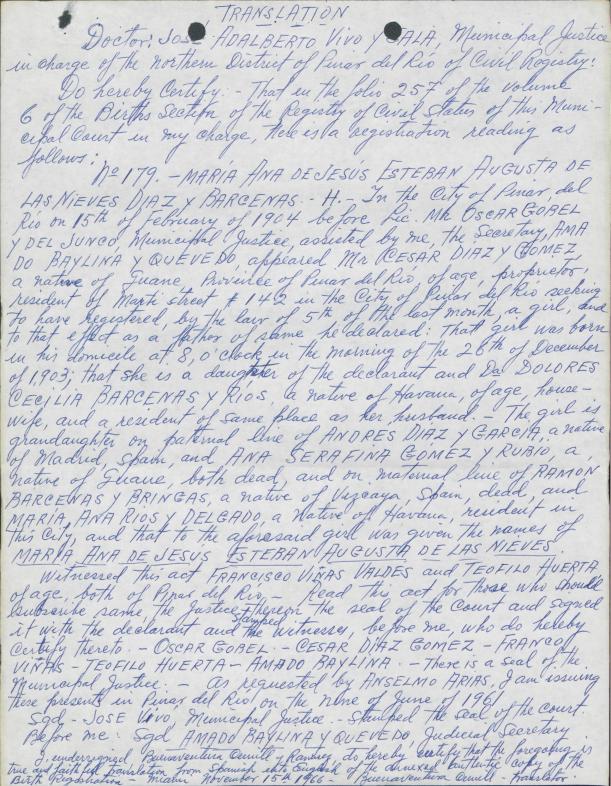 TRANSLATION
Doctor: José ADALBERTO VIVO Y SALA, Municipal Justice
in charge of the northern District of Pinar del Río of Civil Registry:
Do hereby Certify. - That in the folio 257 of the volume
6 of the Births Section of the Registry of Civil Status of this Muni-
cipal Court in my charge, there is a registration reading as
follows:
Nº 179. - MARÍA ANA DE JESÚS ESTEBAN AUGUSTA DE
LAS NIEVES DIAZ Y BARCENAS. - H. - In the City of Pinar, del
Río on 15th of February of 1904 before Lic. Mr OSCAR GOBEL
Y DEL JUNCO, Municipal Justice, assisted by me, the Secretary, AMA
DO BAYLINA Y QUEVEDO, appeared Mr CESAR DIAZ Y GOMEZ,
a native of Guane, Province of Pinar del Río, of age, proprietor,
resident of Martí street # 142 in the City of Pinar del Río seeking
to have registered, by the law of 5th of the last month, a girl, and
to that effect as a father of same he declared: That girl was born
in his domicile at 8, o'clock in the morning of the 26th of December
of 1903; that she is a daughter of the declarant and Da DOLORES
CECILIA BARCENAS Y RIOS, a native of Havana, of age, house-
wife, and a resident of same place as her husband. - The girl is
grandaughter on paternal line of ANDRES DIAZ Y GARCIA, a native
of Madrid, Spain, and ANA SERAFINA GOMEZ Y RUBIO, a
native of Guane, both dead, and on maternal line of RAMON
BARCENAS Y BRINGAS, a native of Vizcaya, Spain, dead, and
MARÍA, ANA RIOS Y DELGADO, a native of Havana, resident in
this City, and that to the aforesaid girl was given the names of
MARÍA ANA DE JESUS ESTEBAN AUGUSTA DE LAS NIEVES.
Witnessed this act FRANCISCO VIÑAS VALDES and TEOFILO HUERTA
of age, both of Pinar del Río, - Read this act for those who should
subscribe same the Justice stamped thereon the seal of the Court and signed
it with the declarant and the witnesses, before me, who do hereby
certify thereto. - OSCAR GOBEL - CESAR DIAZ GOMEZ - FRANCO
VIÑAS - TEOFILO HUERTA - AMADO BAYLINA. - There is a seal of the
Municipal Justice. - As requested by ANSELMO ARIAS, I am issuing
these presents in Pinar del Río, on the nine of June of 1961
Sgd - JOSE VIVO, Municipal Justice. - Stamped the seal of the court.
Before me: Sgd AMADO BAYLINA Y QUEVEDO, Judicial Secretary
I, undersigned, Buenaventura y do hereby certify that the foregoing is
true and faithful translation from Spanish into English of the annexed authentic copy of the
Birth Registration - Miami November 15th 1966 - Buenaventura - Translator.